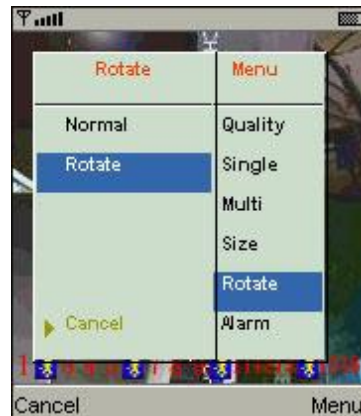 Rotate
Menu
Normal
Rotate
Cancel
Quality
Single
Multi
Size
Rotate
Alarm
Cancel
Menu